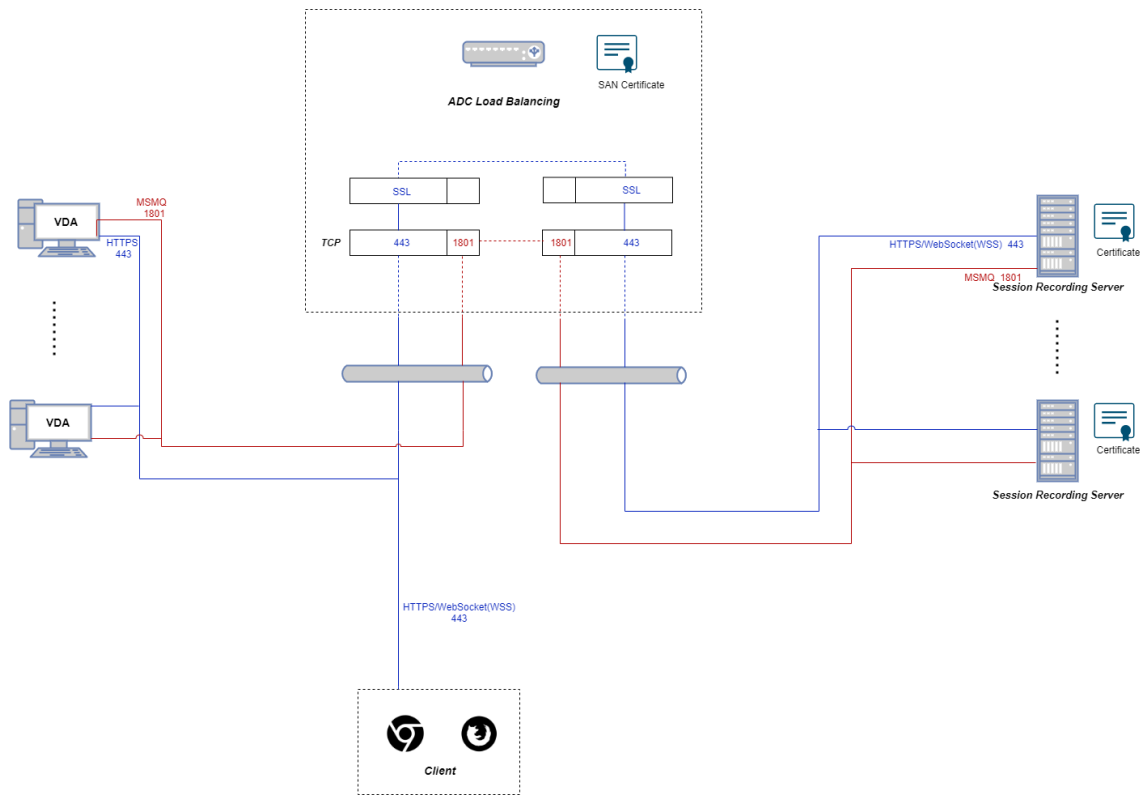 SAN Certificate
ADC Load Balancing
SSL
SSL
TCP
443
1801
1801
443
VDA
MSMQ
1801
HTTPS
443
VDA
HTTPS/WebSocket(WSS) 443
MSMQ 1801
Certificate
Session Recording Server
Certificate
Session Recording Server
HTTPS/WebSocket(WSS)
443
Client